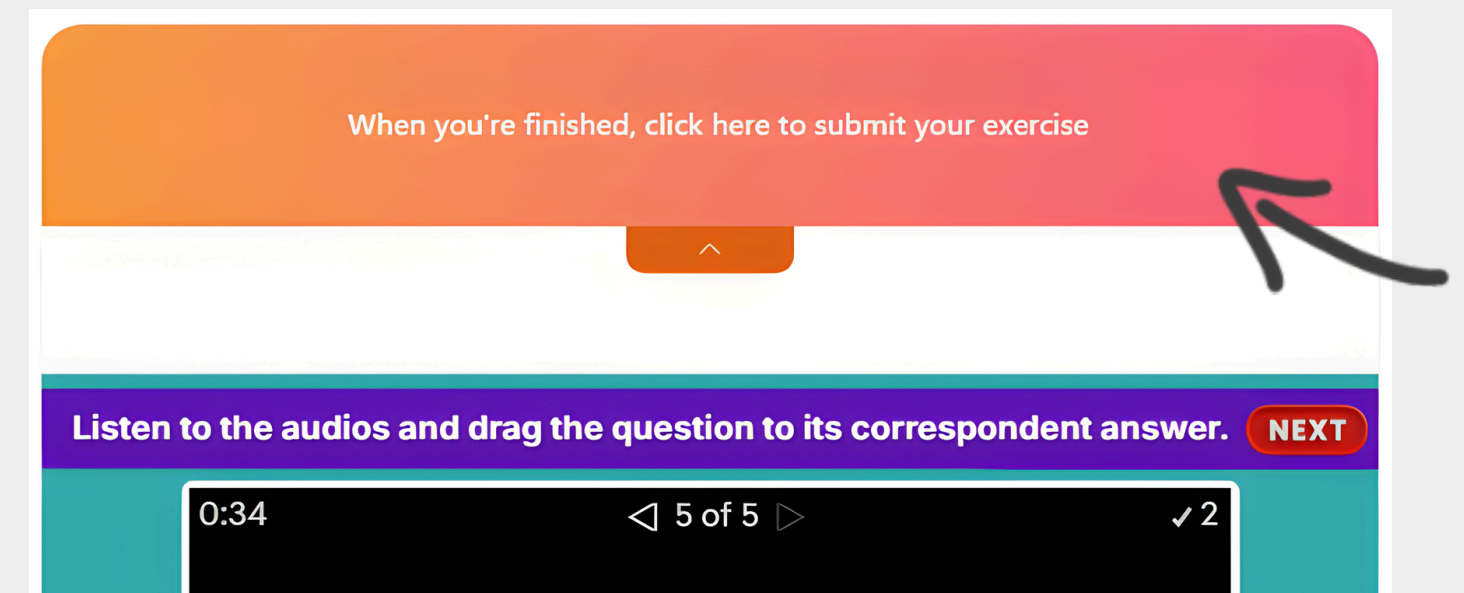 When you're finished, click here to submit your exercise
Listen to the audios and drag the question to its correspondent answer. NEXT
0:34 5 of 5 2